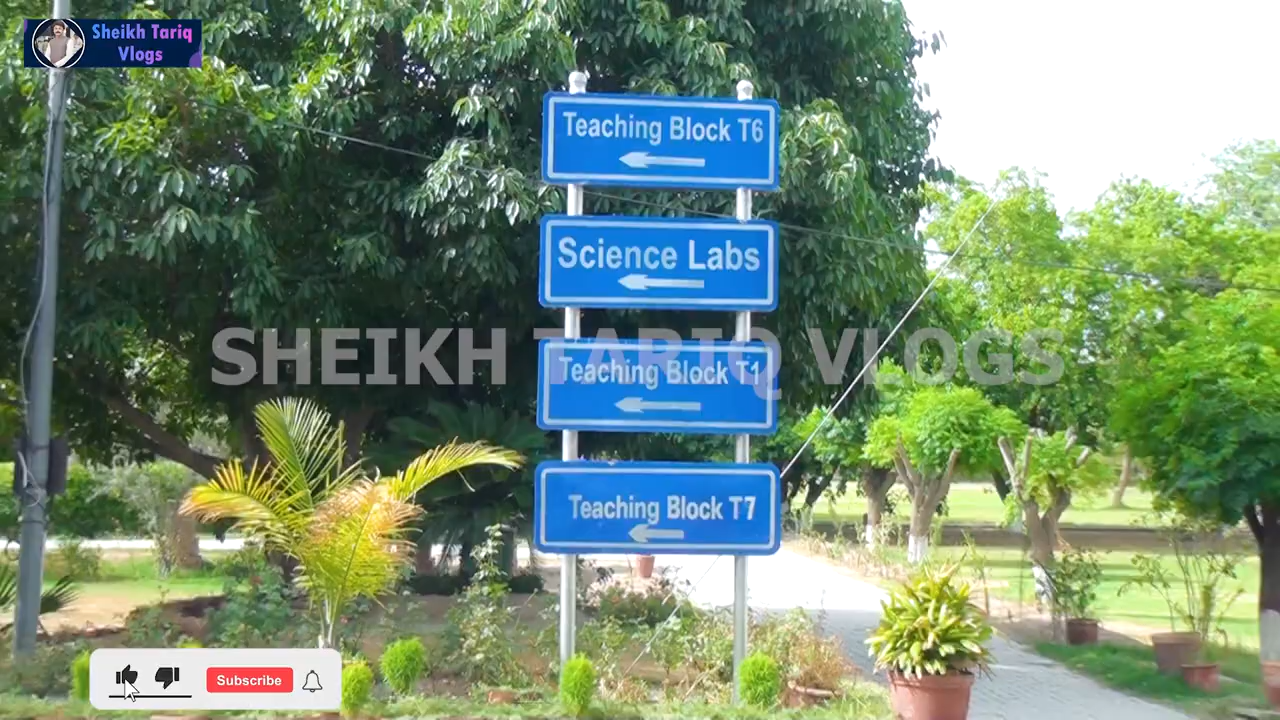 Sheikh Tariq
Vlogs
Teaching Block T6
Science Labs
SHEIKH TARIQ VLOGS
Teaching Block T1
Teaching Block T7
Subscribe